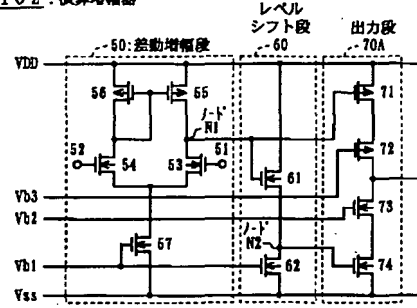 :演算増幅器
レベル
シフト段
出力段
50:差動増幅段
60
70A
VDD
56
55
71
ノード
N1
52
51
72
54
53
61
Vb3
Vb2
73
57
ノード
N2
Vb1
62
74
Vss